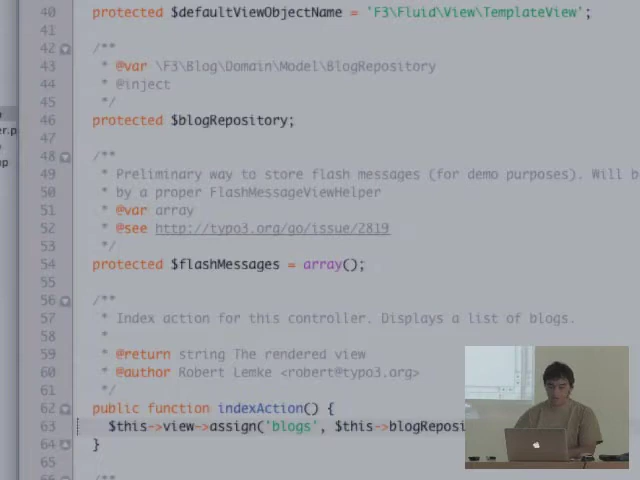 40 protected $defaultViewObjectName = 'F3\Fluid\View\TemplateView';
41
42 /**
43 * @var \F3\Blog\Domain\Model\BlogRepository
44 * @inject
45 */
46 protected $blogRepository;
47
48 /**
49 * Preliminary way to store flash messages (for demo purposes). Will b
50 by a proper FlashMessageViewHelper
51 * @var array
52 * @see http://typo3.org/go/issue/2819
53 */
54 protected $flashMessages = array();
55
56 /**
57 * Index action for this controller. Displays a list of blogs.
58 *
59 * @return string The rendered view
60 * @author Robert Lemke <robert@typo3.org>
61 */
62 public function indexAction() {
63 $this->view->assign('blogs', $this->blogReposi
64 }
65
/**
er.p